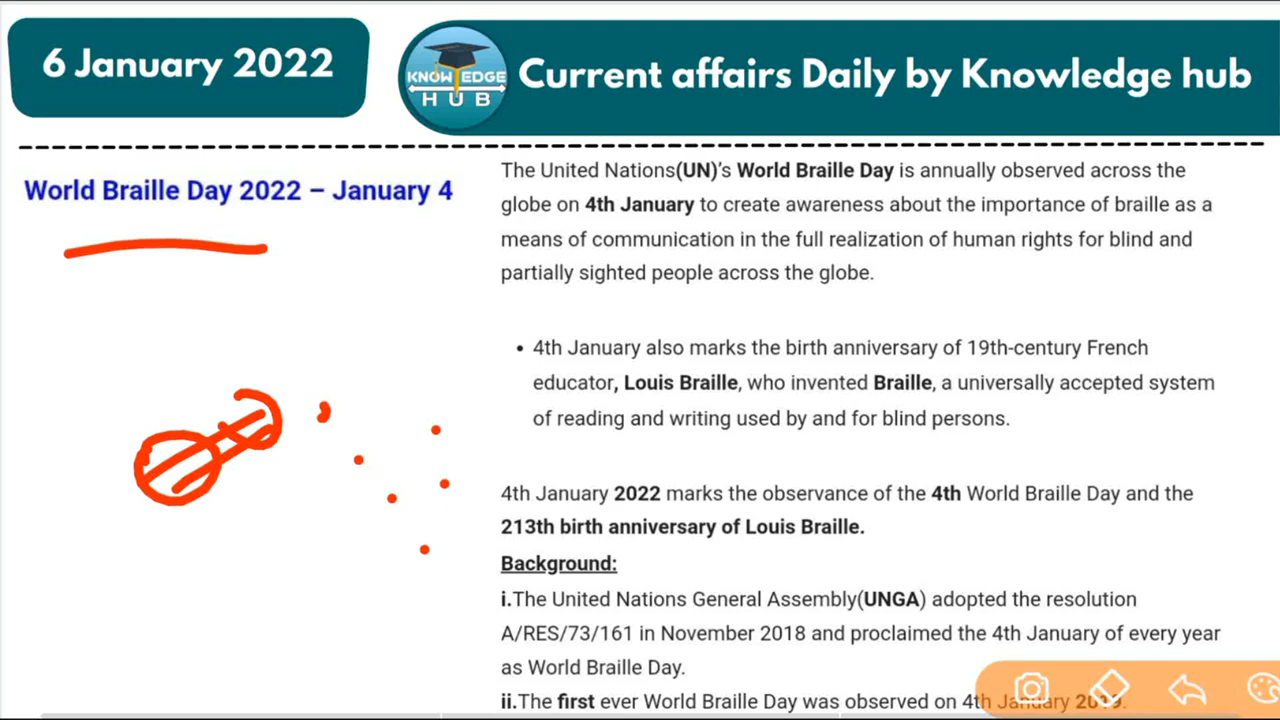 6 January 2022
KNOWLEDGE
HUB
Current affairs Daily by Knowledge hub
World Braille Day 2022 – January 4
The United Nations(UN)’s World Braille Day is annually observed across the
globe on 4th January to create awareness about the importance of braille as a
means of communication in the full realization of human rights for blind and
partially sighted people across the globe.
• 4th January also marks the birth anniversary of 19th-century French
educator, Louis Braille, who invented Braille, a universally accepted system
of reading and writing used by and for blind persons.
4th January 2022 marks the observance of the 4th World Braille Day and the
213th birth anniversary of Louis Braille.
Background:
i.The United Nations General Assembly(UNGA) adopted the resolution
A/RES/73/161 in November 2018 and proclaimed the 4th January of every year
as World Braille Day.
ii.The first ever World Braille Day was observed on 4th January 2019.